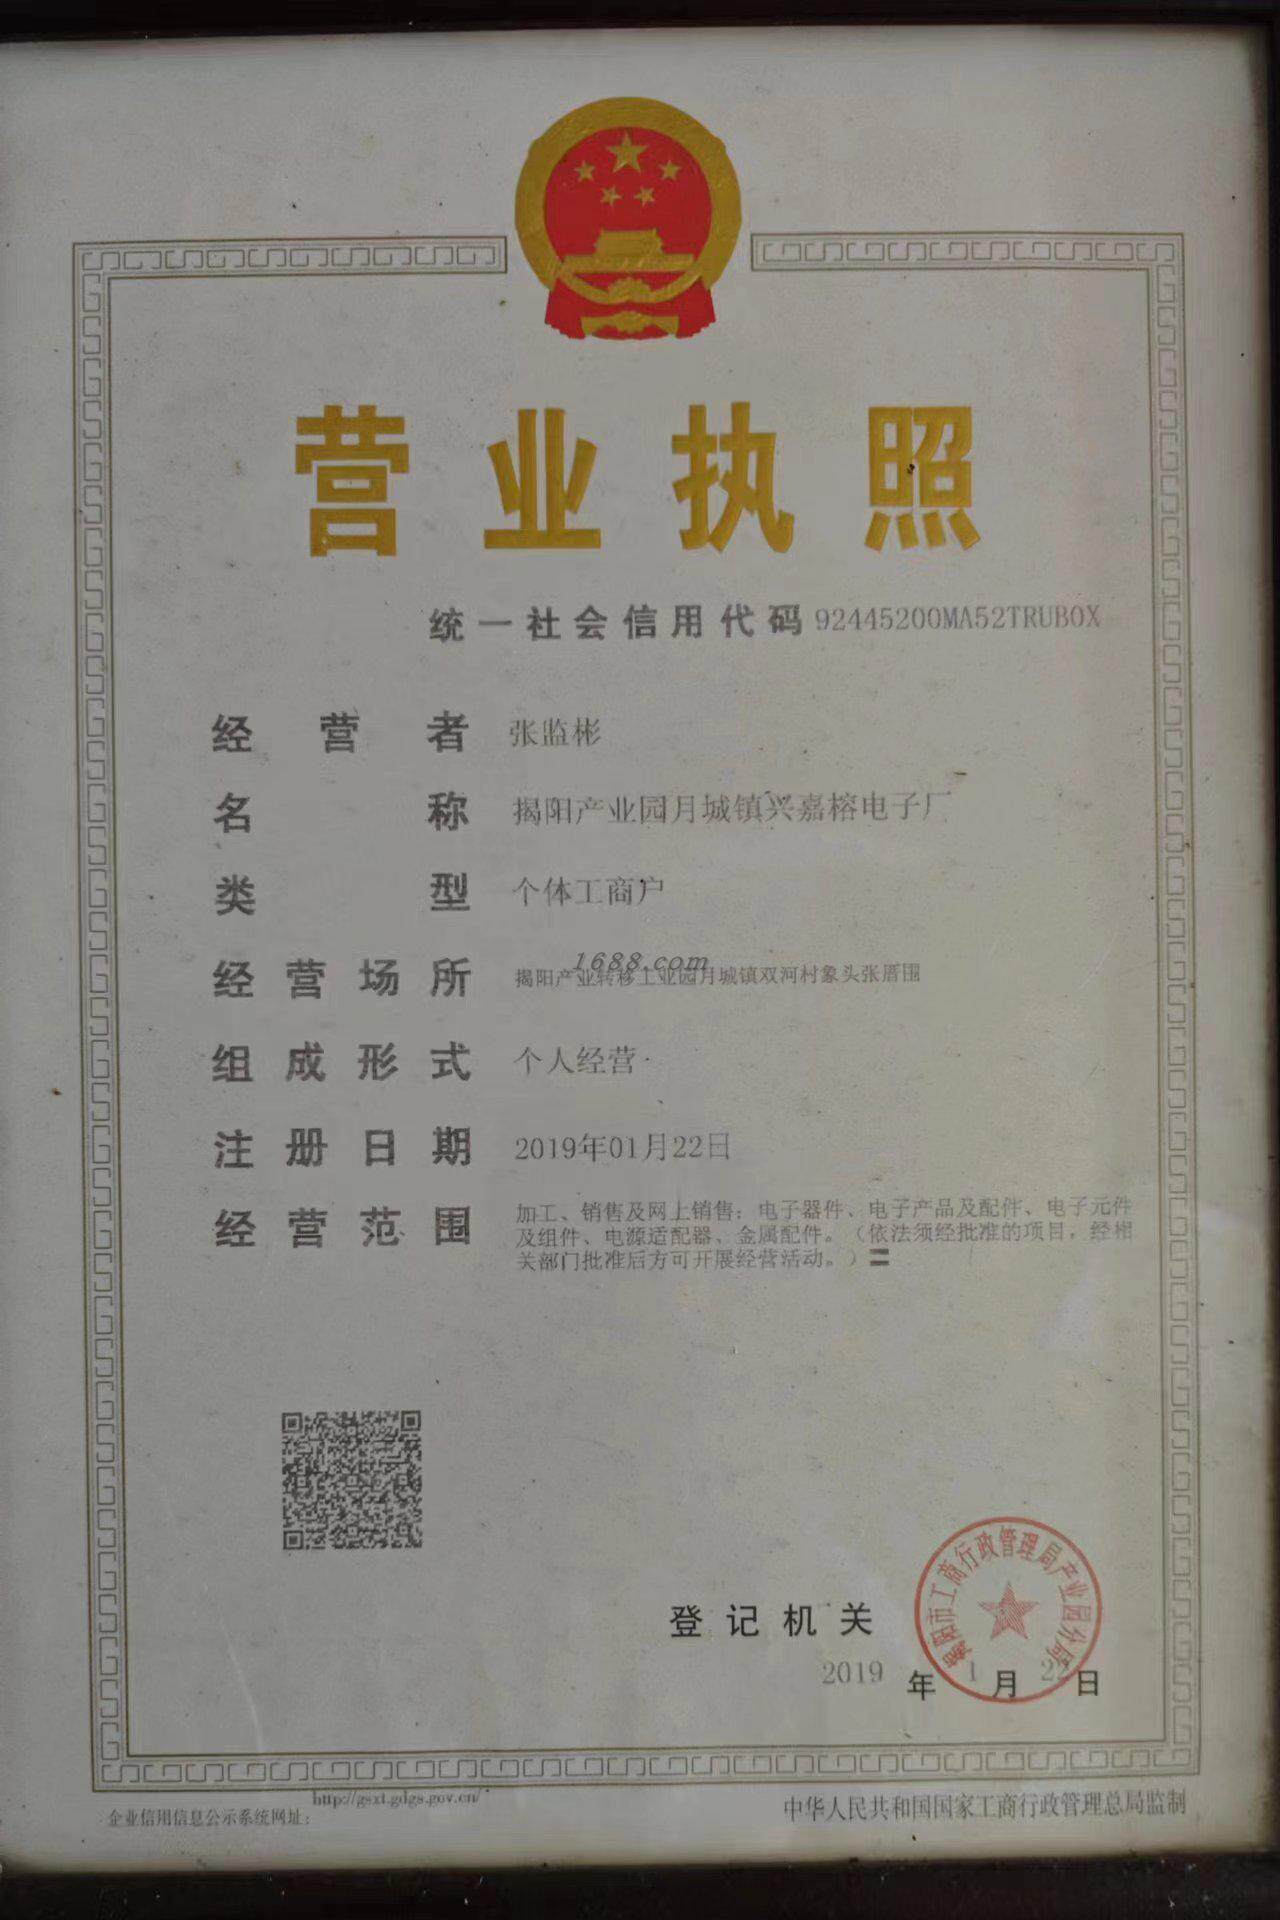 营业执照
统一社会信用代码 92445200MA52TRUB0X
经营者 张监彬
名称 揭阳产业园月城镇兴嘉榕电子厂
类型 个体工商户
1688.com
经营场所 揭阳产业转移工业园月城镇双河村象头张厝围
组成形式 个人经营
注册日期 2019年01月22日
经营范围 加工、销售及网上销售：电子器件、电子产品及配件、电子元件
及组件、电源适配器、金属配件。（依法须经批准的项目，经相
关部门批准后方可开展经营活动。）〓
揭阳市工商行政管理局产业园分局
登记机关
2019年1月22日
http://gsxt.gdgs.gov.cn/
企业信用信息公示系统网址：
中华人民共和国国家工商行政管理总局监制